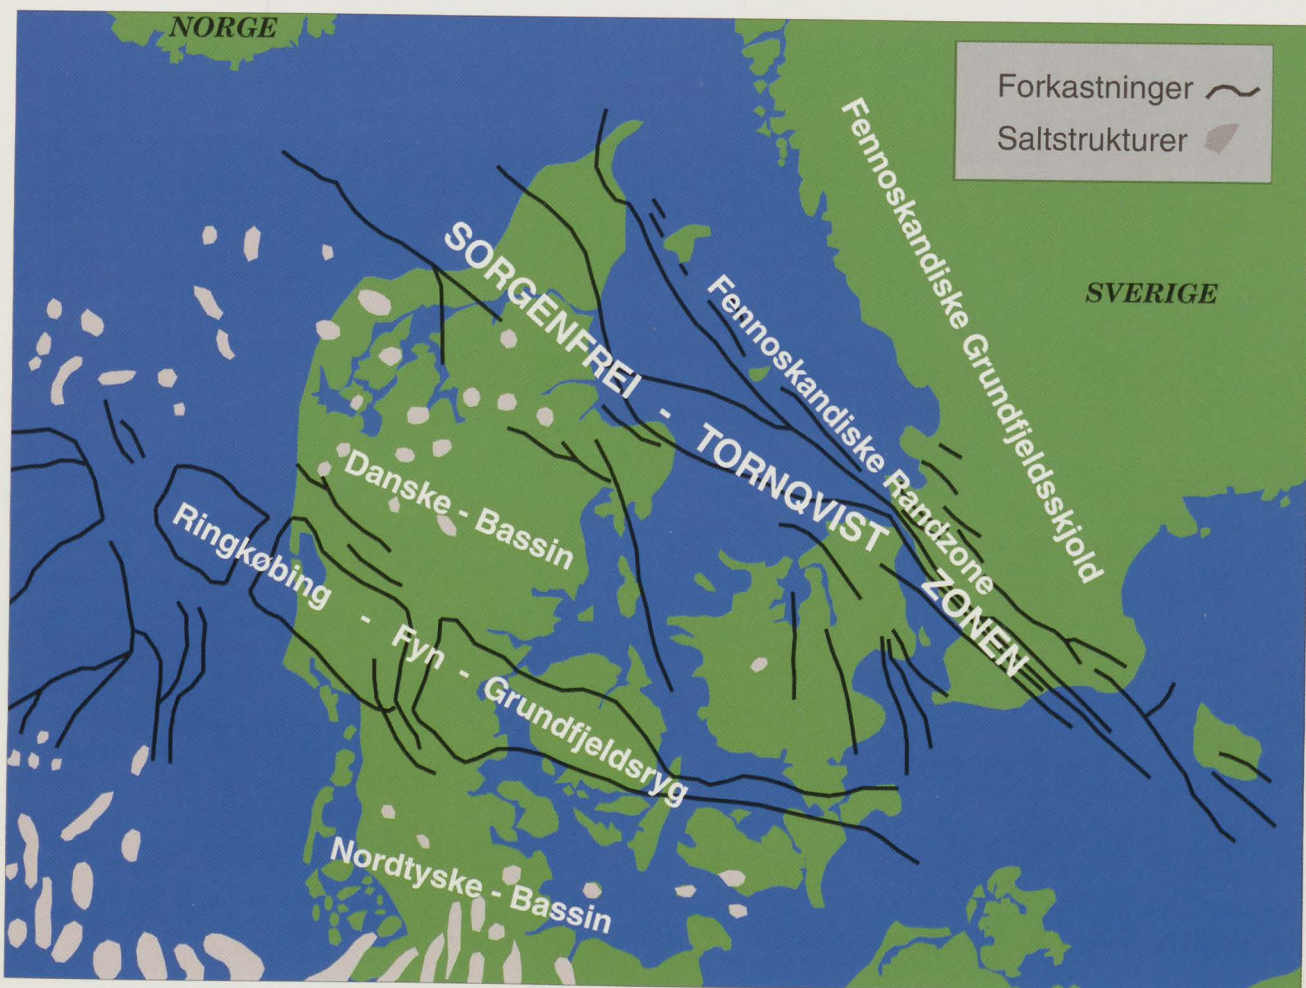 NORGE
Forkastninger
Saltstrukturer
Fennoskandiske Grundfjeldsskjold
SVERIGE
SORGENFREI - TORNQVIST ZONEN
Fennoskandiske Randzone
Danske - Bassin
Ringkøbing - Fyn - Grundfjeldsryg
Nordtyske - Bassin